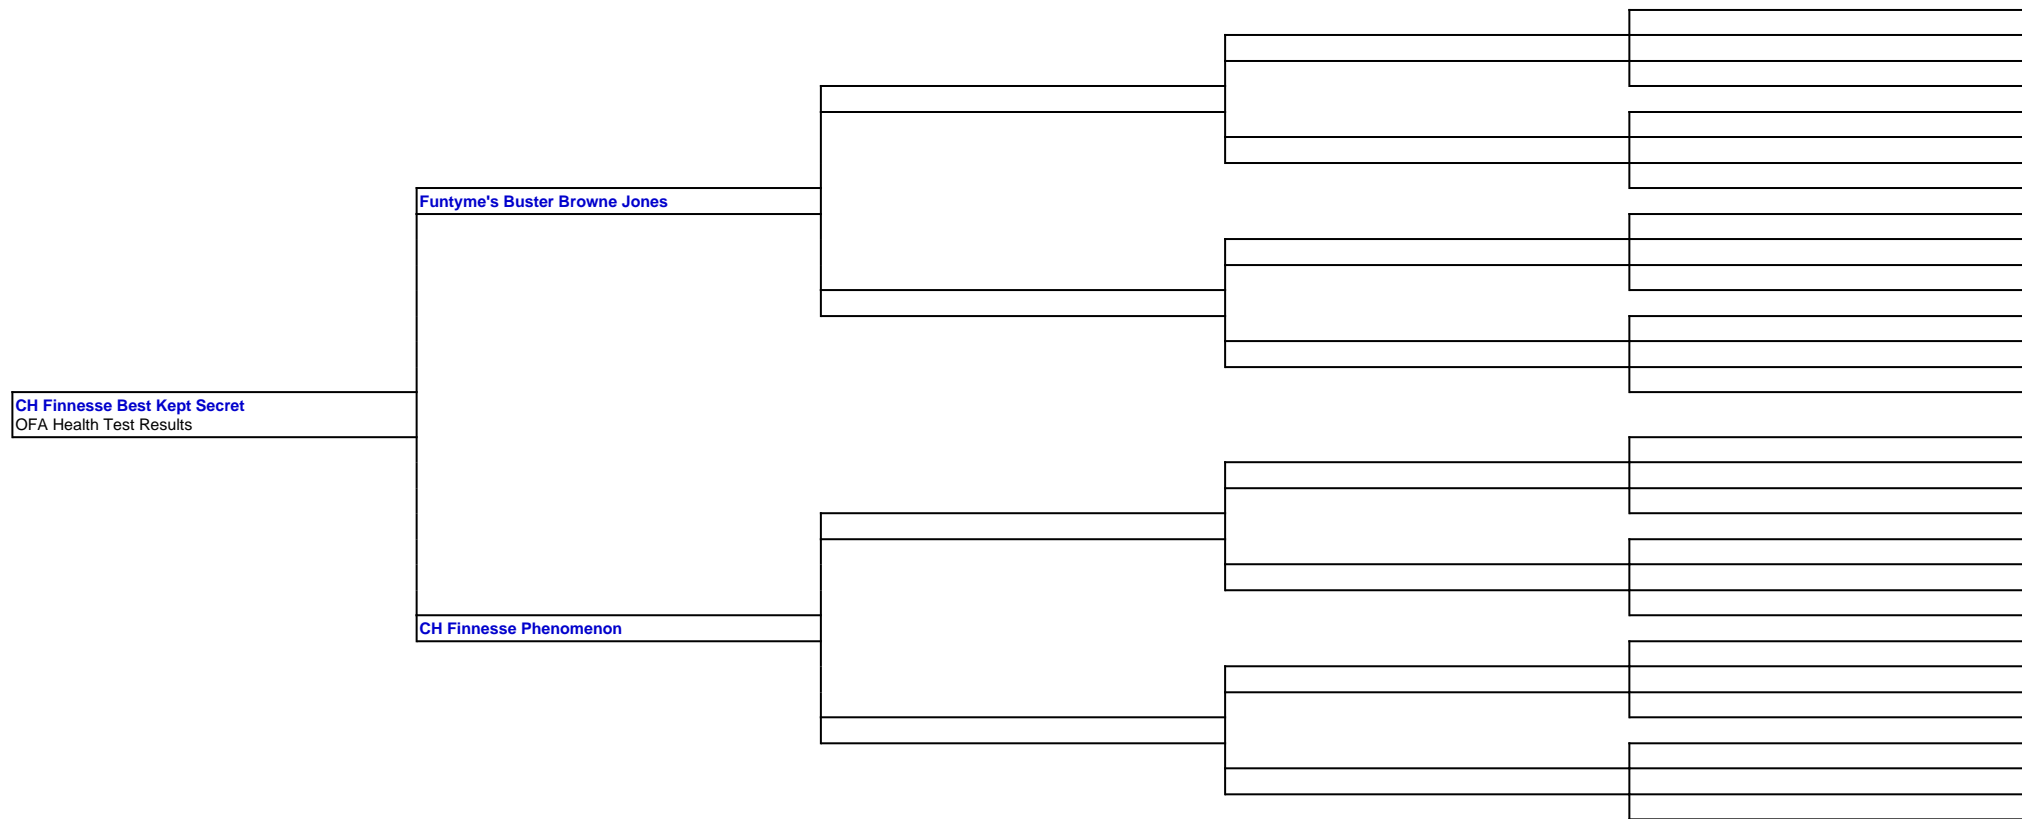 Funtyme's Buster Browne Jones
CH Finnesse Best Kept Secret
OFA Health Test Results
CH Finnesse Phenomenon